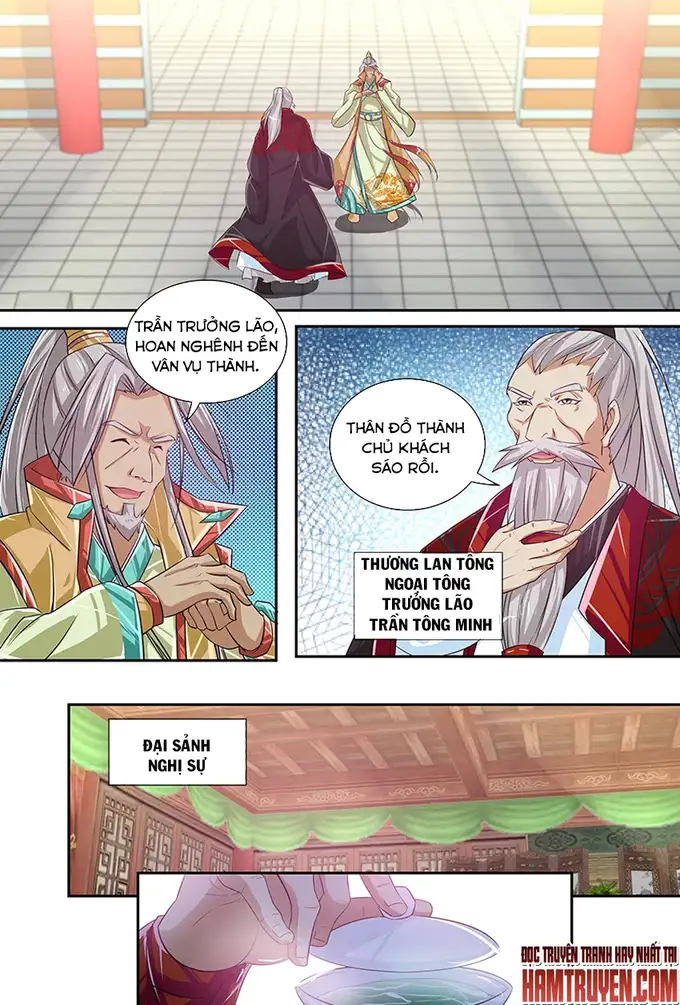 TRẦN TRƯỞNG LÃO,
HOAN NGHÊNH ĐẾN
VÂN VỤ THÀNH.
THÂN ĐỒ THÀNH
CHỦ KHÁCH
SÁO RỒI.
THƯƠNG LAN TÔNG
NGOẠI TÔNG
TRƯỞNG LÃO
TRẦN TÔNG MINH
ĐẠI SẢNH
NGHỊ SỰ
ĐỌC TRUYỆN TRANH HAY NHẤT TẠI
HAMTRUYEN.COM